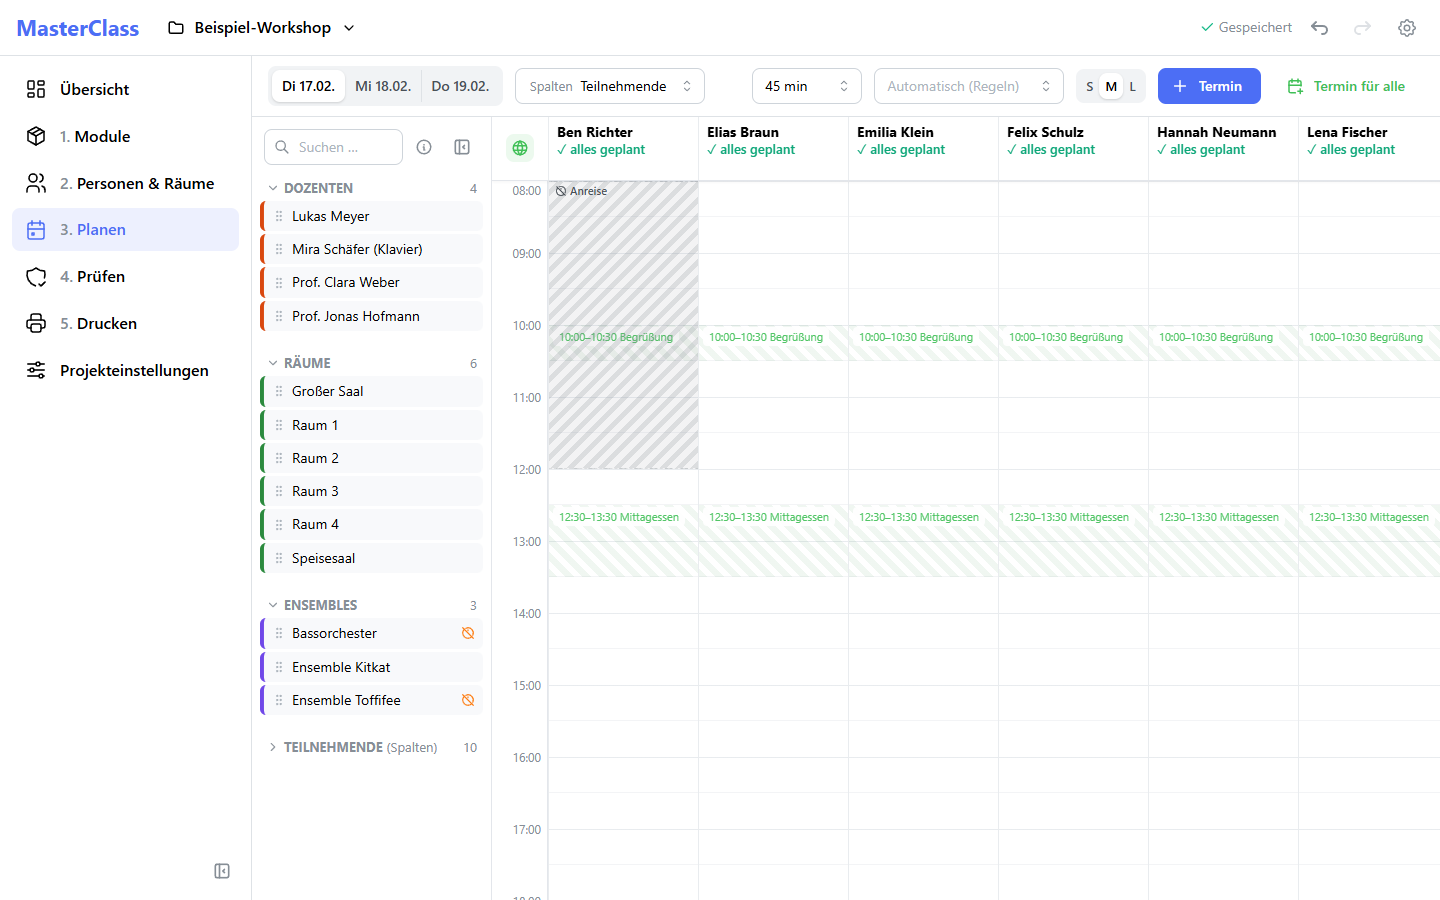 MasterClass
Beispiel-Workshop
Gespeichert
Übersicht
1. Module
2. Personen & Räume
3. Planen
4. Prüfen
5. Drucken
Projekteinstellungen
Di 17.02. Mi 18.02. Do 19.02.
Spalten Teilnehmende
45 min
Automatisch (Regeln)
S M L
Termin
Termin für alle
Suchen ...
DOZENTEN 4
Lukas Meyer
Mira Schäfer (Klavier)
Prof. Clara Weber
Prof. Jonas Hofmann
RÄUME 6
Großer Saal
Raum 1
Raum 2
Raum 3
Raum 4
Speisesaal
ENSEMBLES 3
Bassorchester
Ensemble Kitkat
Ensemble Toffifee
TEILNEHMENDE (Spalten) 10
Ben Richter Elias Braun Emilia Klein Felix Schulz Hannah Neumann Lena Fischer
✓ alles geplant ✓ alles geplant ✓ alles geplant ✓ alles geplant ✓ alles geplant ✓ alles geplant
08:00 Anreise
09:00
10:00
10:00–10:30 Begrüßung 10:00–10:30 Begrüßung 10:00–10:30 Begrüßung 10:00–10:30 Begrüßung 10:00–10:30 Begrüßung 10:00–10:30 Begrüßung
11:00
12:00
12:30–13:30 Mittagessen 12:30–13:30 Mittagessen 12:30–13:30 Mittagessen 12:30–13:30 Mittagessen 12:30–13:30 Mittagessen 12:30–13:30 Mittagessen
13:00
14:00
15:00
16:00
17:00